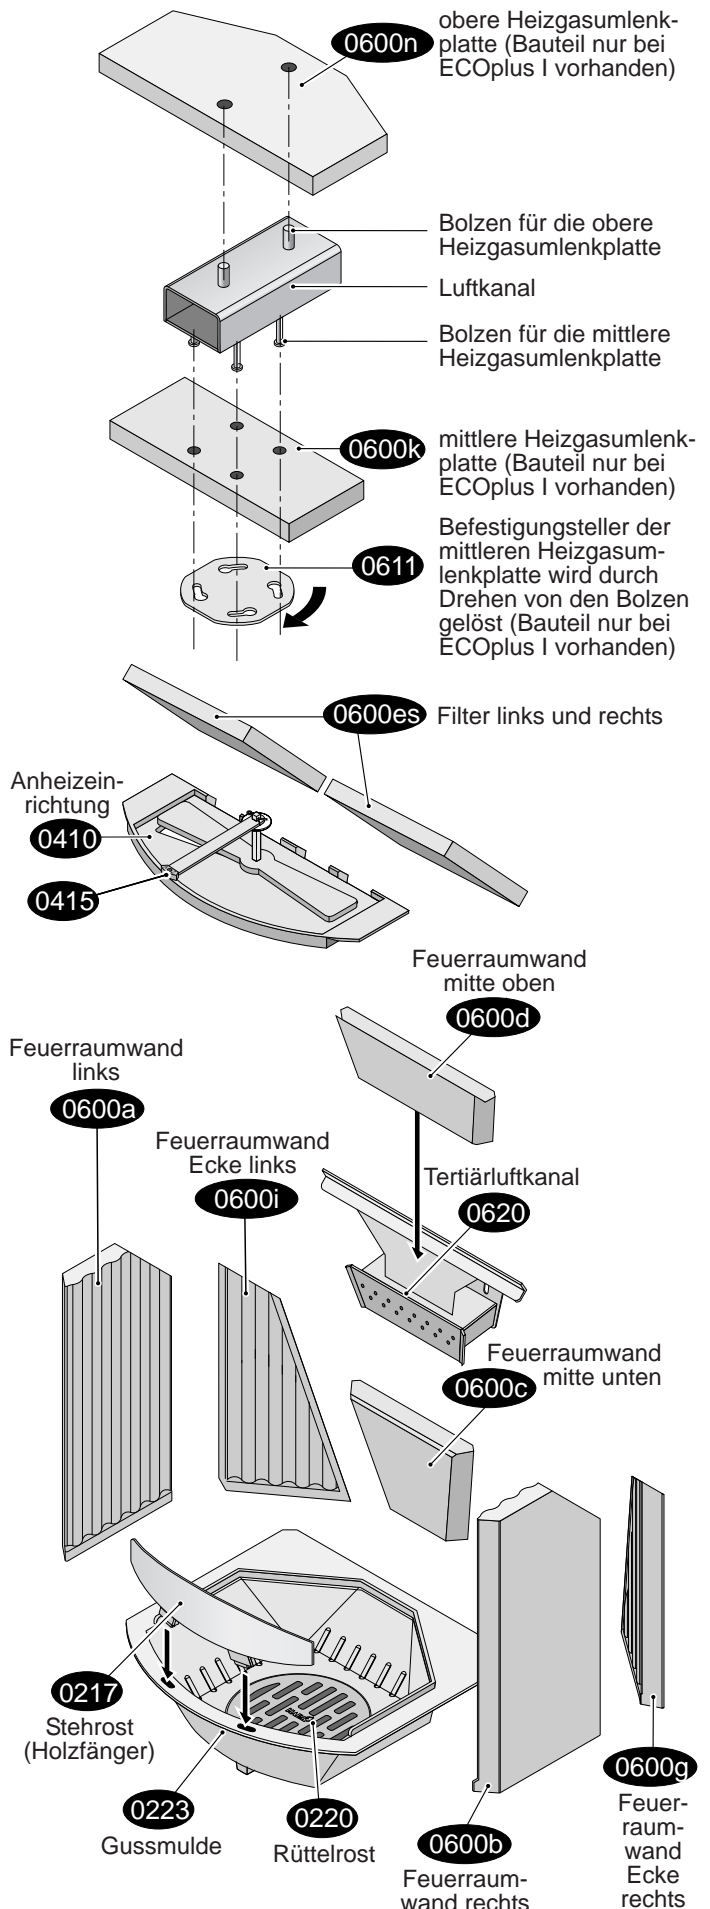 0600n
obere Heizgasumlenk-
platte (Bauteil nur bei
ECOplus I vorhanden)
Bolzen für die obere
Heizgasumlenkplatte
Luftkanal
Bolzen für die mittlere
Heizgasumlenkplatte
0600k
mittlere Heizgasumlenk-
platte (Bauteil nur bei
ECOplus I vorhanden)
0611
Befestigungsteller der
mittleren Heizgasum-
lenkplatte wird durch
Drehen von den Bolzen
gelöst (Bauteil nur bei
ECOplus I vorhanden)
0600es
Filter links und rechts
Anheizein-
richtung
0410
0415
Feuerraumwand
mitte oben
0600d
Feuerraumwand
links
0600a
Feuerraumwand
Ecke links
0600i
Tertiärluftkanal
0620
Feuerraumwand
mitte unten
0600c
0217
Stehrost
(Holzfänger)
0223
Gussmulde
0220
Rüttelrost
0600b
Feuerraum-
wand rechts
0600g
Feuer-
raum-
wand
Ecke
rechts